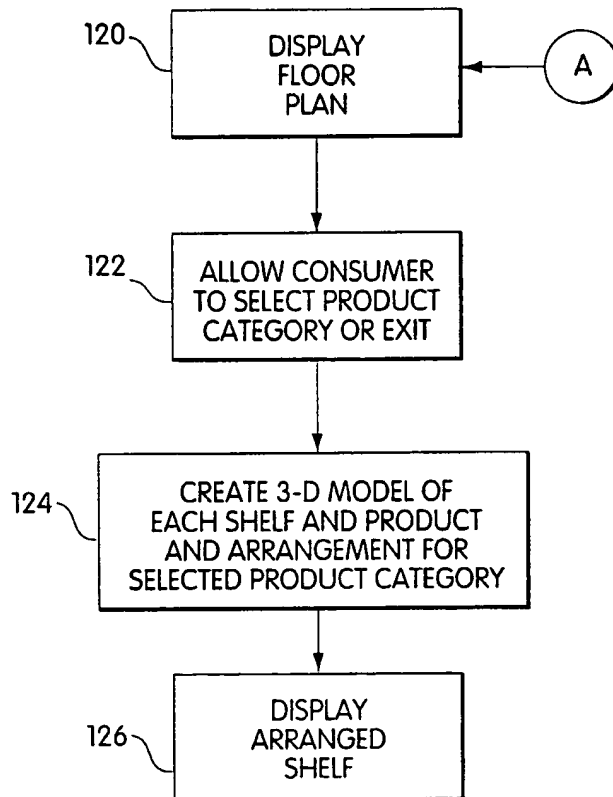 120
DISPLAY
FLOOR
PLAN
A
122
ALLOW CONSUMER
TO SELECT PRODUCT
CATEGORY OR EXIT
124
CREATE 3-D MODEL OF
EACH SHELF AND PRODUCT
AND ARRANGEMENT FOR
SELECTED PRODUCT CATEGORY
126
DISPLAY
ARRANGED
SHELF